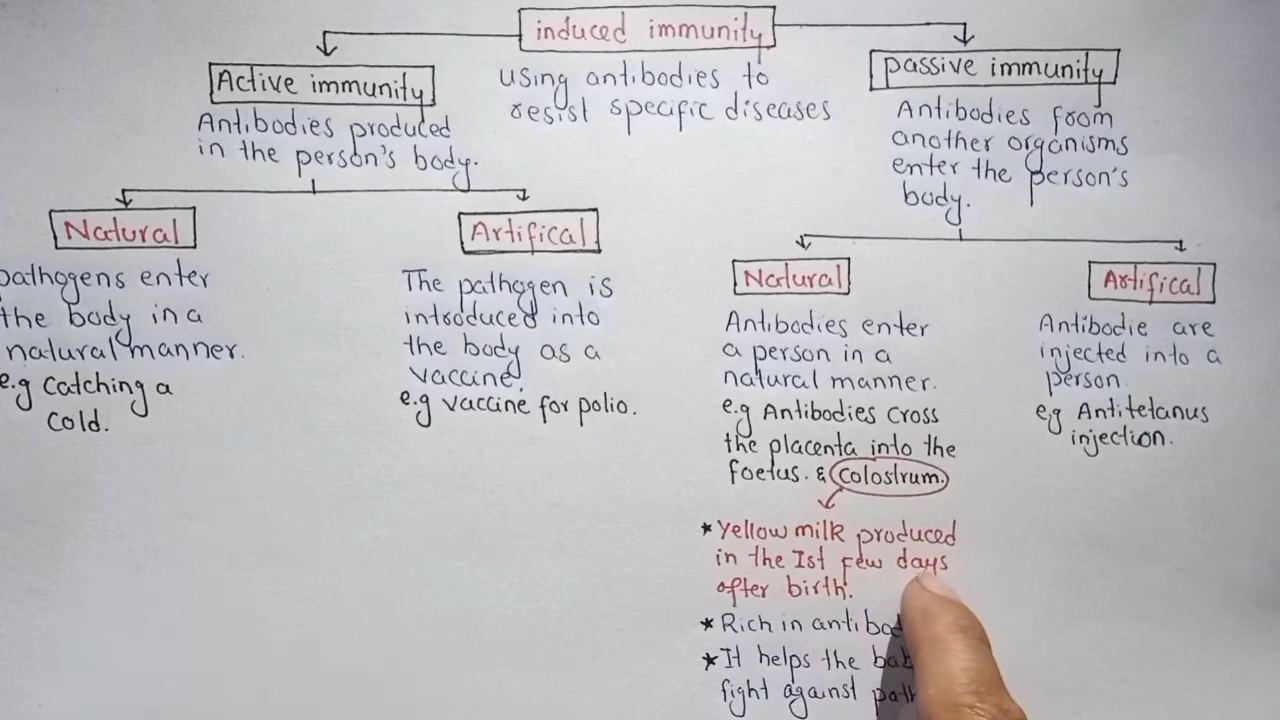 induced immunity
using antibodies to
resist specific diseases
Active immunity
Antibodies produced
in the person's body.
Natural
pathogens enter
the body in a
natural manner.
e.g catching a
cold.
Artifical
The pathogen is
introduced into
the body as a
vaccine.
e.g vaccine for polio.
passive immunity
Antibodies from
another organisms
enter the person's
body.
Natural
Antibodies enter
a person in a
natural manner.
e.g Antibodies cross
the placenta into the
foetus. & colostrum.
* Yellow milk produced
in the Ist few days
after birth.
* Rich in
* It helps the
fight against
Artifical
Antibodie are
injected into a
person.
eg Antitetanus
injection.